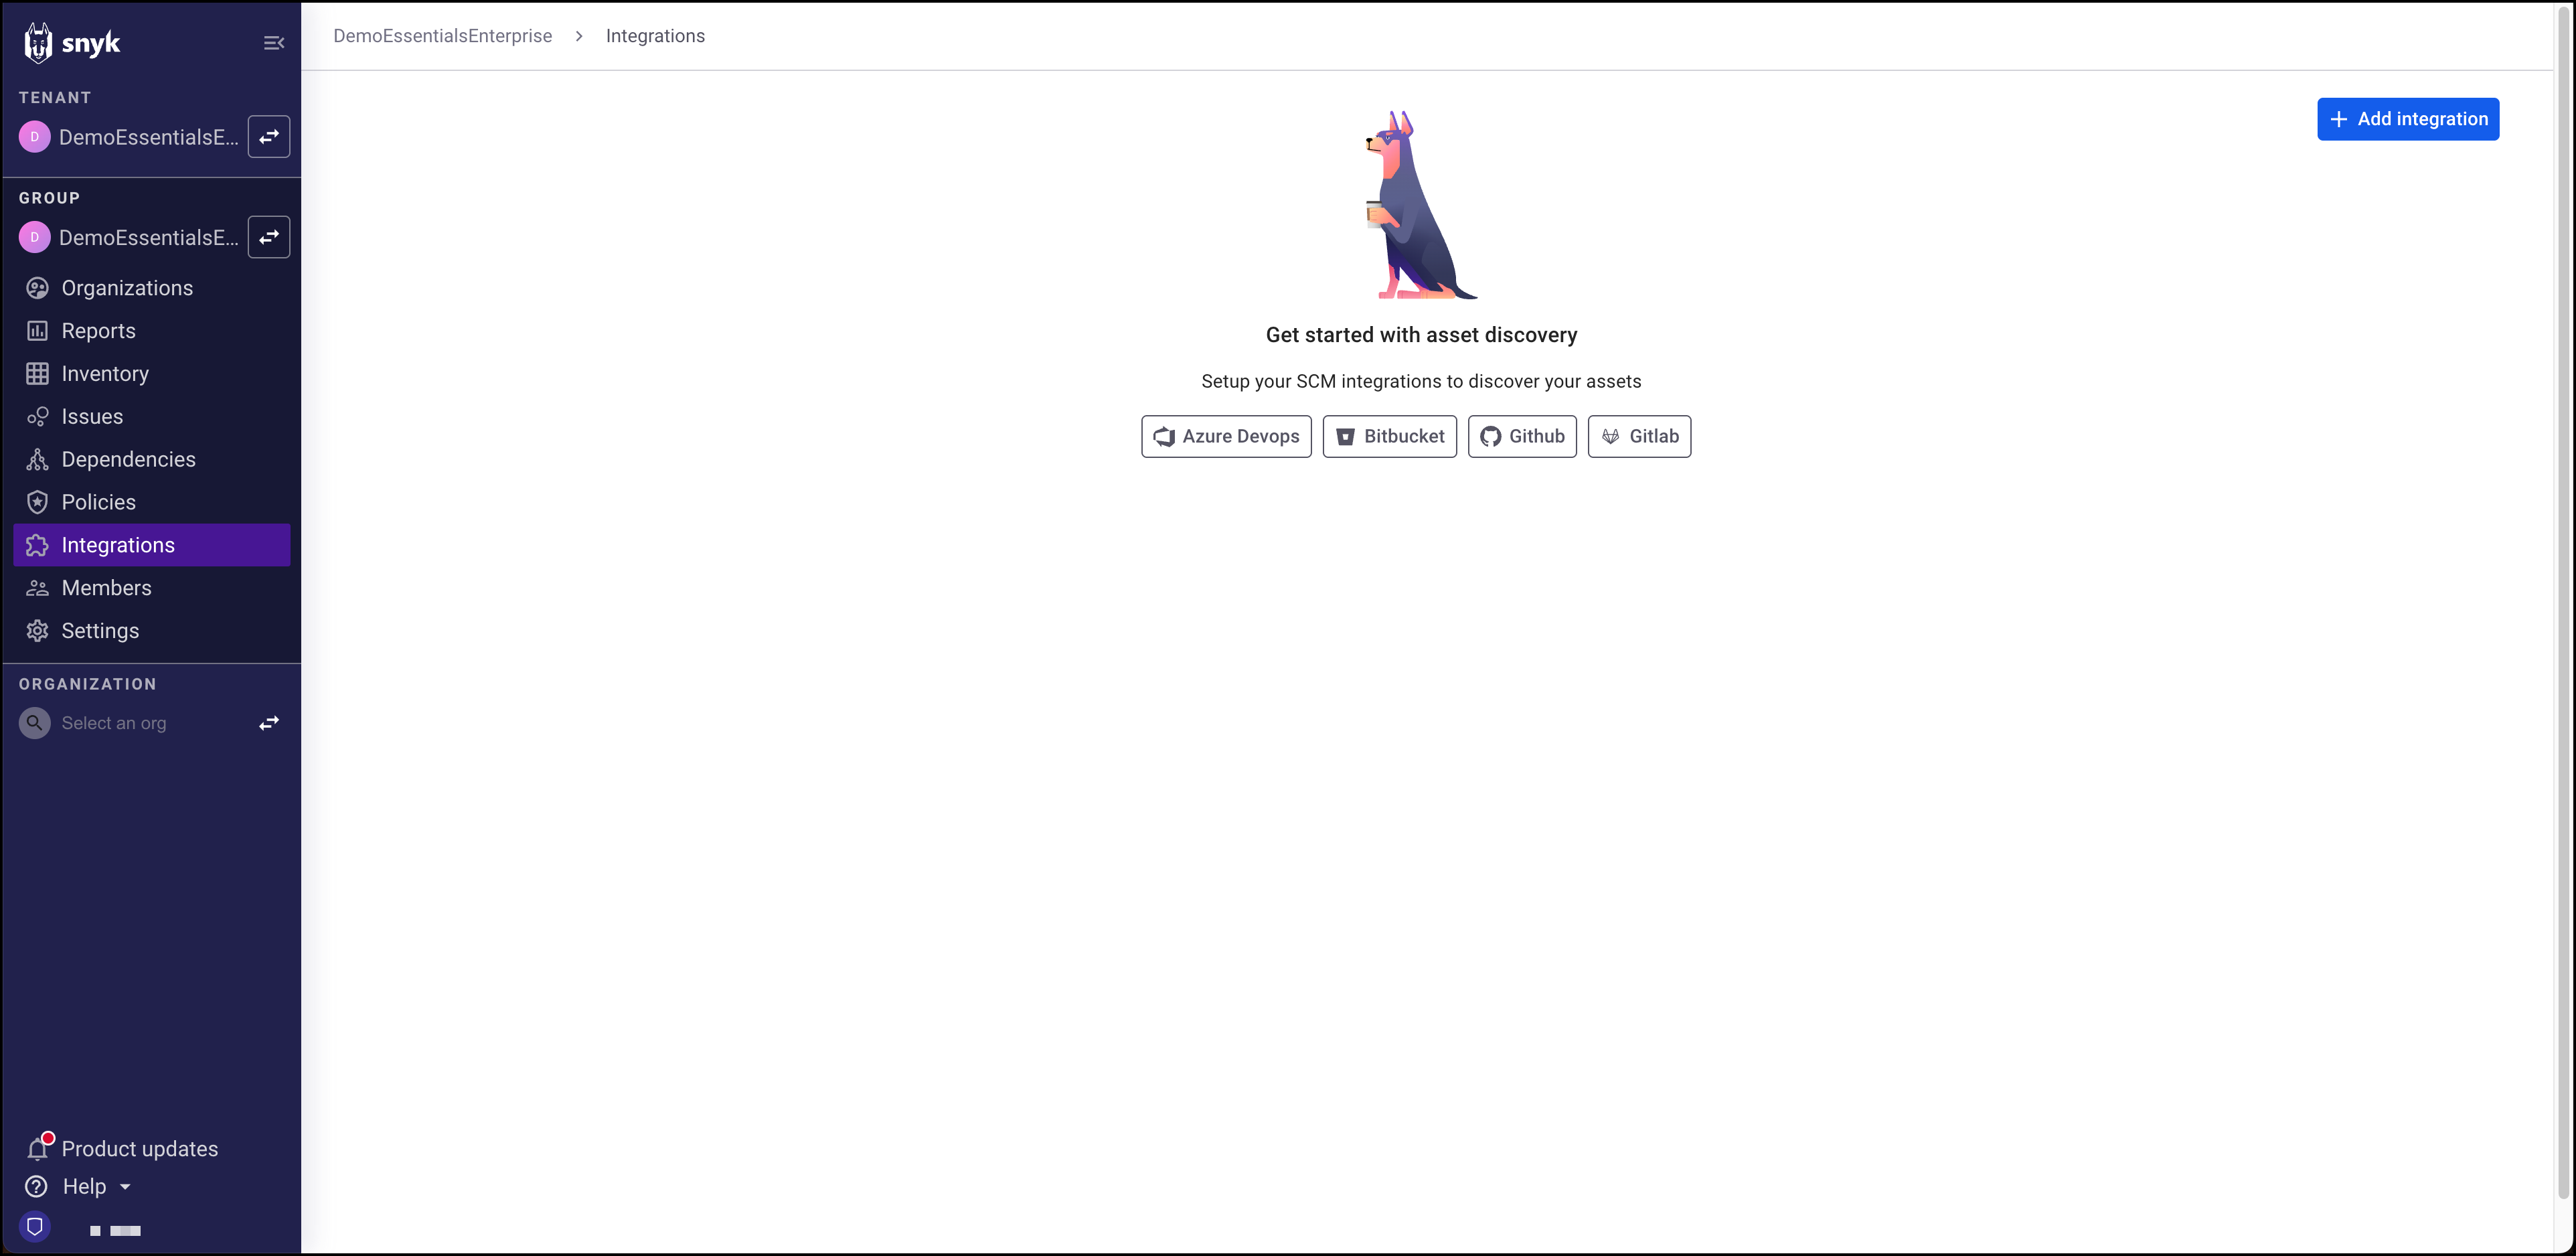 snyk
TENANT
D DemoEssentialsE...
GROUP
D DemoEssentialsE...
Organizations
Reports
Inventory
Issues
Dependencies
Policies
Integrations
Members
Settings
ORGANIZATION
Select an org
Product updates
Help
DemoEssentialsEnterprise > Integrations
+ Add integration
Get started with asset discovery
Setup your SCM integrations to discover your assets
Azure Devops Bitbucket Github Gitlab